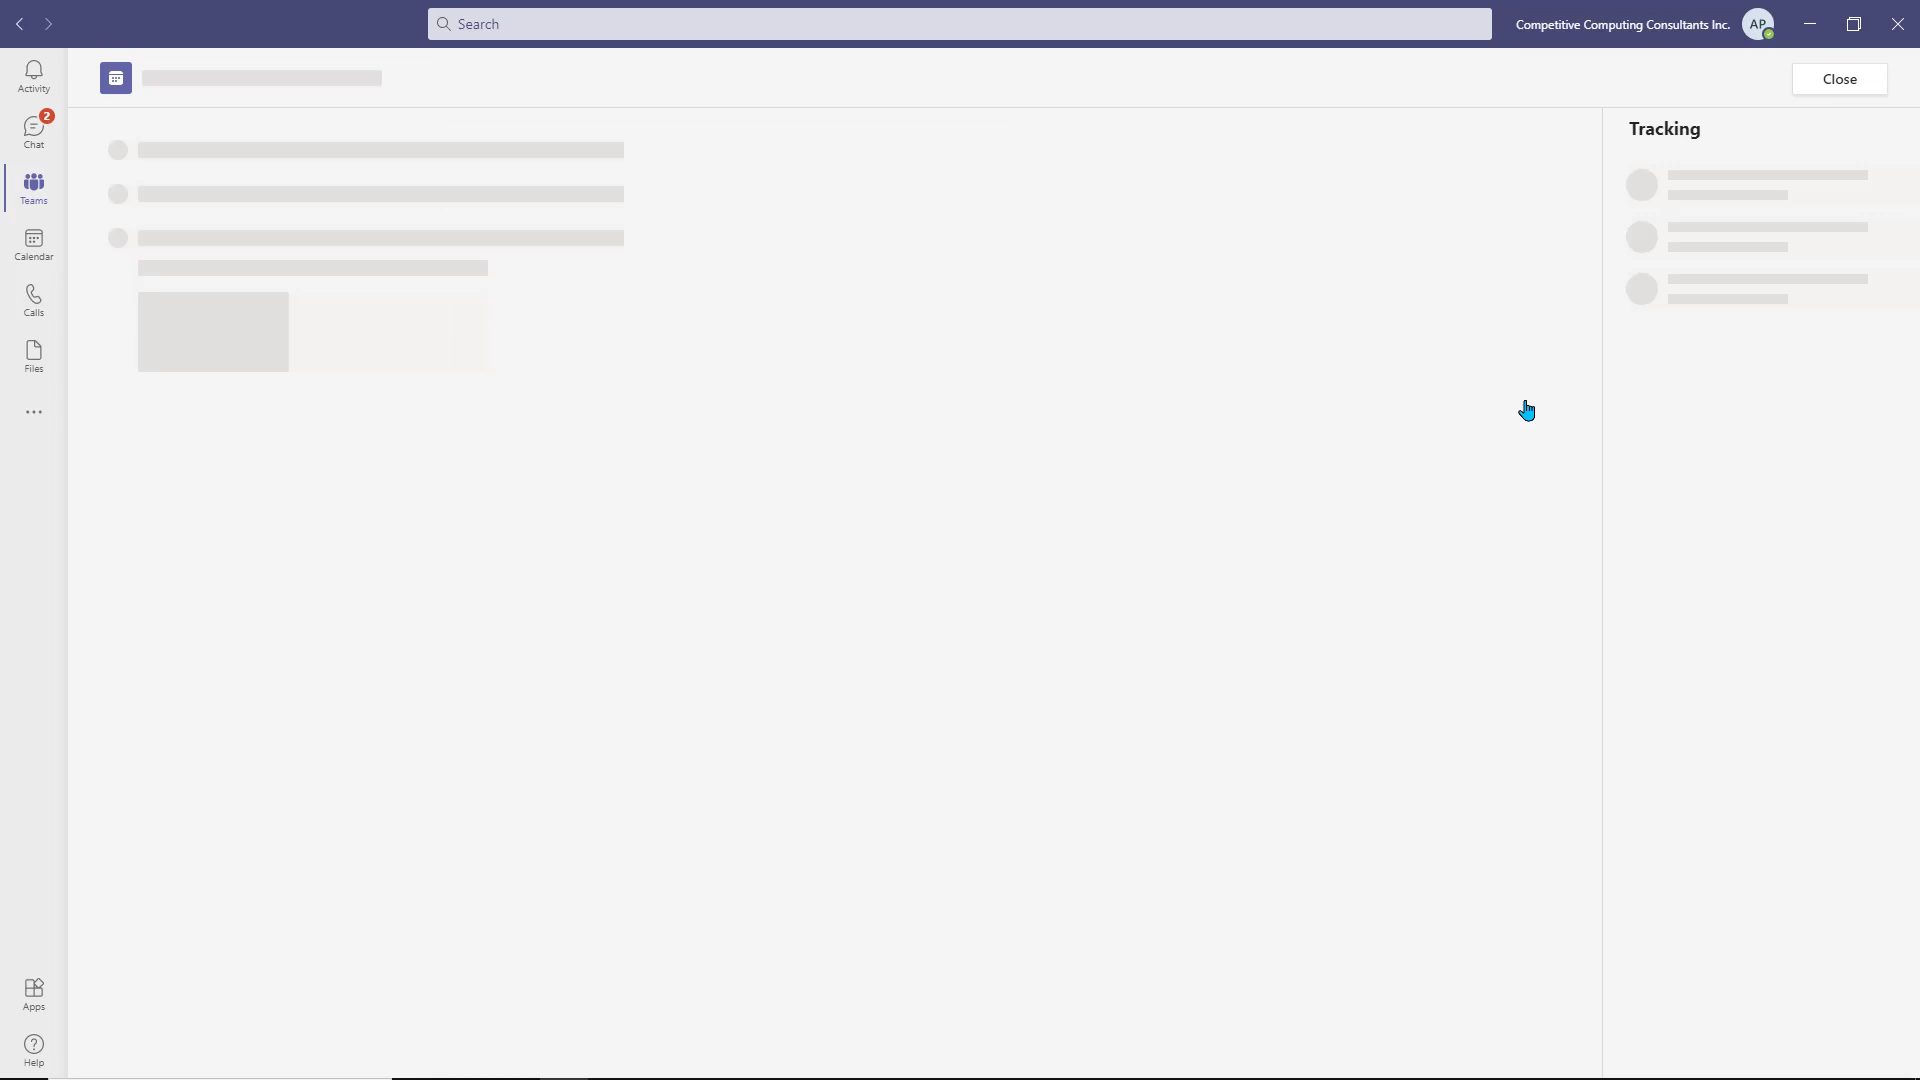 Search
Competitive Computing Consultants Inc.
AP
Activity
2
Chat
Teams
Calendar
Calls
Files
Apps
Help
Close
Tracking